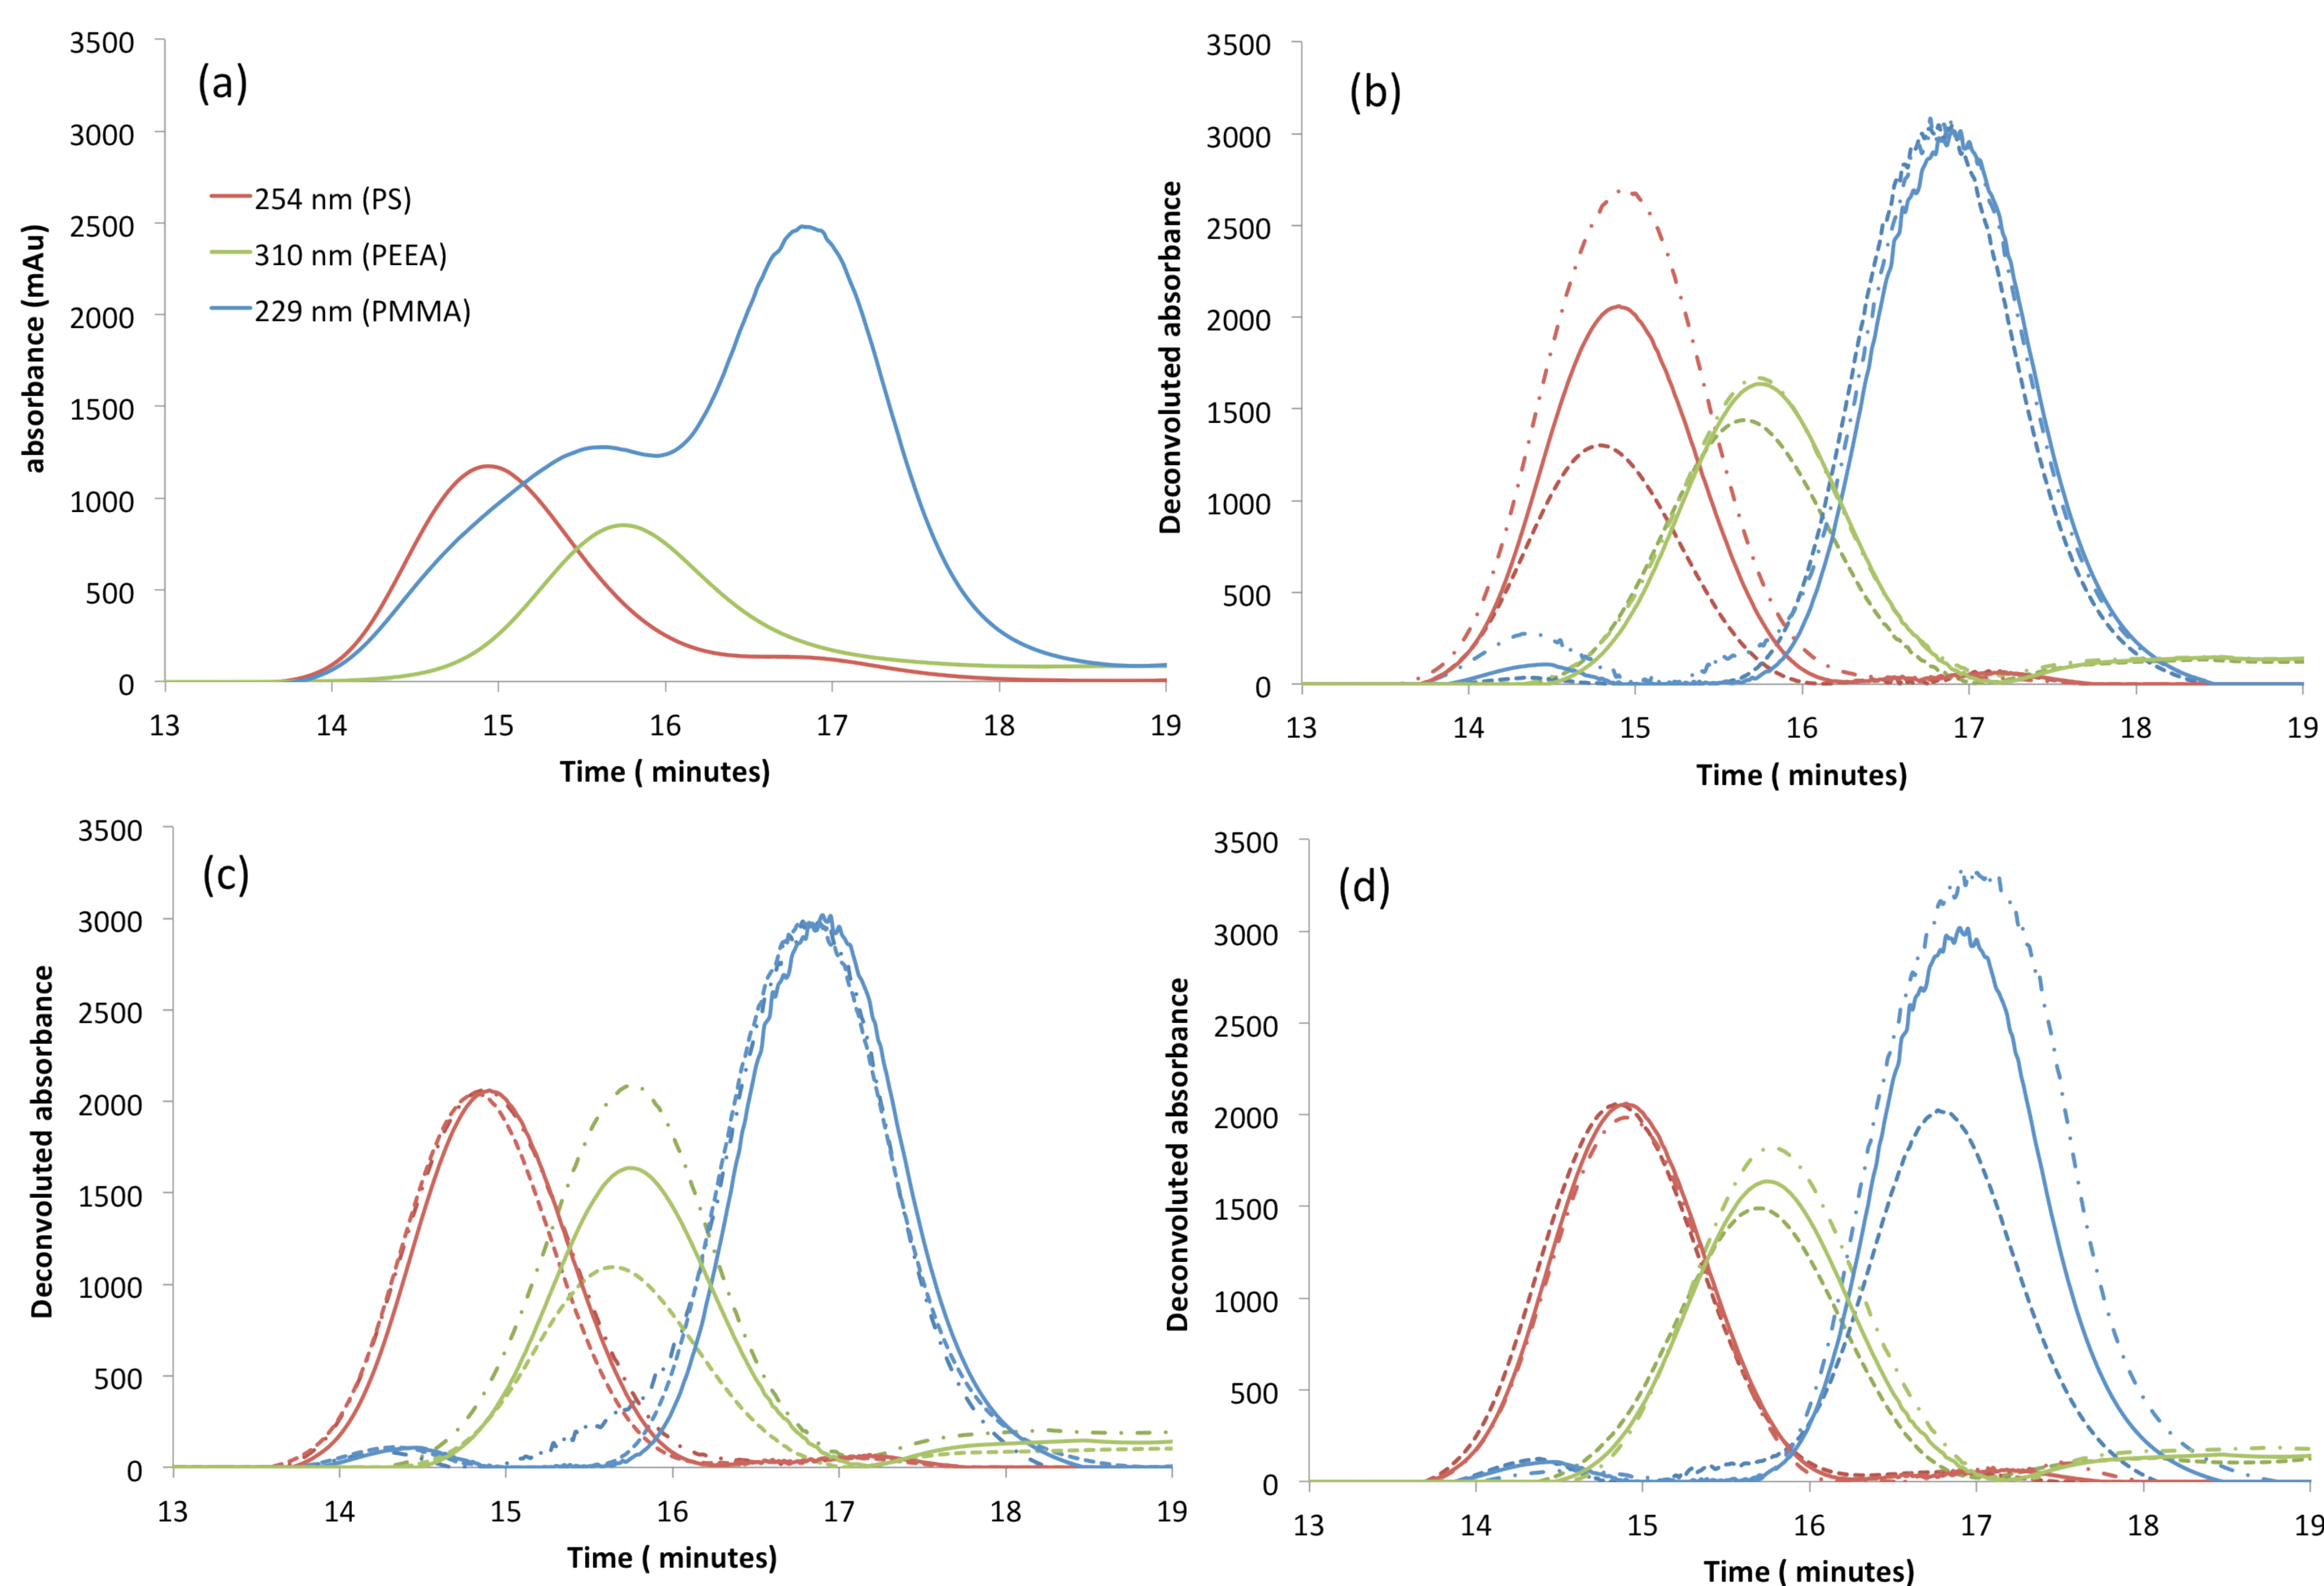 (a)
absorbance (mAu)
3500
3000
2500
2000
1500
1000
500
0
254 nm (PS)
310 nm (PEEA)
229 nm (PMMA)
13 14 15 16 17 18 19
Time ( minutes)
(b)
Deconvoluted absorbance
3500
3000
2500
2000
1500
1000
500
0
13 14 15 16 17 18 19
Time ( minutes)
(c)
Deconvoluted absorbance
3500
3000
2500
2000
1500
1000
500
0
13 14 15 16 17 18 19
Time ( minutes)
(d)
Deconvoluted absorbance
3500
3000
2500
2000
1500
1000
500
0
13 14 15 16 17 18 19
Time ( minutes)